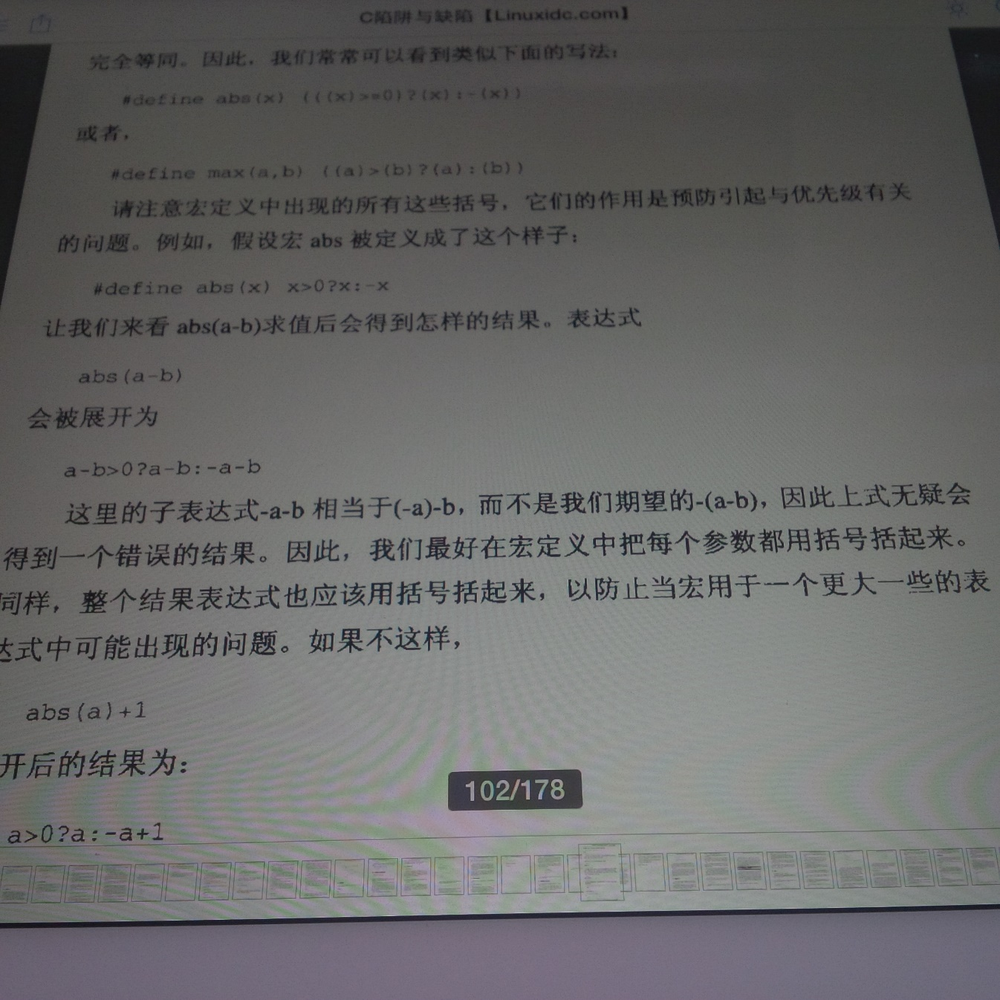 C陷阱与缺陷【Linuxidc.com】
完全等同。因此，我们常常可以看到类似下面的写法：
#define abs(x) (((x)>=0)?(x):-(x))
或者，
#define max(a,b) ((a)>(b)?(a):(b))
请注意宏定义中出现的所有这些括号，它们的作用是预防引起与优先级有关
的问题。例如，假设宏 abs 被定义成了这个样子：
#define abs(x) x>0?x:-x
让我们来看 abs(a-b)求值后会得到怎样的结果。表达式
abs(a-b)
会被展开为
a-b>0?a-b:-a-b
这里的子表达式-a-b 相当于(-a)-b，而不是我们期望的-(a-b)，因此上式无疑会
得到一个错误的结果。因此，我们最好在宏定义中把每个参数都用括号括起来。
同样，整个结果表达式也应该用括号括起来，以防止当宏用于一个更大一些的表
达式中可能出现的问题。如果不这样，
abs(a)+1
开后的结果为：
a>0?a:-a+1
102/178